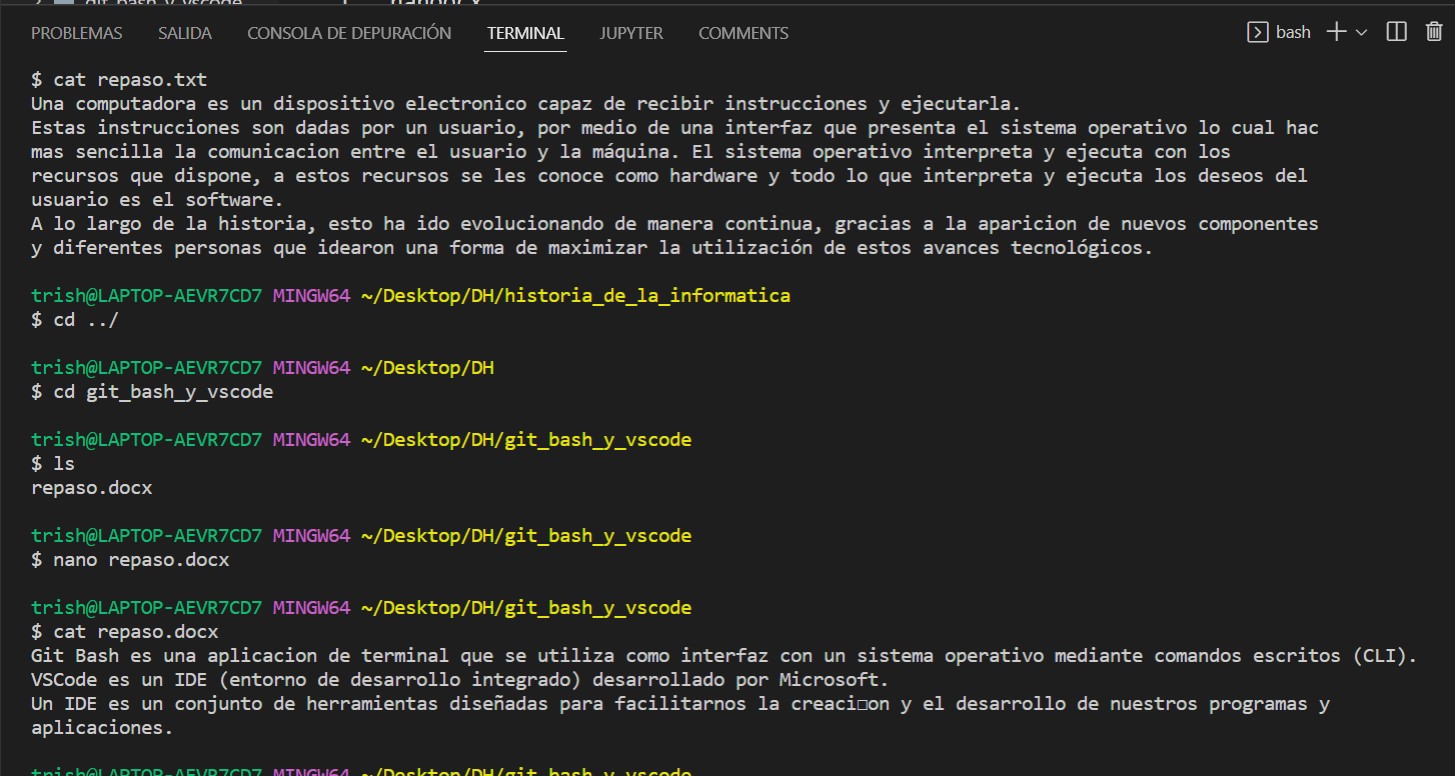 git_bash_y_vscode
PROBLEMAS SALIDA CONSOLA DE DEPURACIÓN TERMINAL JUPYTER COMMENTS bash
$ cat repaso.txt
Una computadora es un dispositivo electronico capaz de recibir instrucciones y ejecutarla.
Estas instrucciones son dadas por un usuario, por medio de una interfaz que presenta el sistema operativo lo cual hac
mas sencilla la comunicacion entre el usuario y la máquina. El sistema operativo interpreta y ejecuta con los
recursos que dispone, a estos recursos se les conoce como hardware y todo lo que interpreta y ejecuta los deseos del
usuario es el software.
A lo largo de la historia, esto ha ido evolucionando de manera continua, gracias a la aparicion de nuevos componentes
y diferentes personas que idearon una forma de maximizar la utilización de estos avances tecnológicos.
trish@LAPTOP-AEVR7CD7 MINGW64 ~/Desktop/DH/historia_de_la_informatica
$ cd ../
trish@LAPTOP-AEVR7CD7 MINGW64 ~/Desktop/DH
$ cd git_bash_y_vscode
trish@LAPTOP-AEVR7CD7 MINGW64 ~/Desktop/DH/git_bash_y_vscode
$ ls
repaso.docx
trish@LAPTOP-AEVR7CD7 MINGW64 ~/Desktop/DH/git_bash_y_vscode
$ nano repaso.docx
trish@LAPTOP-AEVR7CD7 MINGW64 ~/Desktop/DH/git_bash_y_vscode
$ cat repaso.docx
Git Bash es una aplicacion de terminal que se utiliza como interfaz con un sistema operativo mediante comandos escritos (CLI).
VSCode es un IDE (entorno de desarrollo integrado) desarrollado por Microsoft.
Un IDE es un conjunto de herramientas diseñadas para facilitarnos la creaci□on y el desarrollo de nuestros programas y
aplicaciones.
trish@LAPTOP-AEVR7CD7 MINGW64 ~/Desktop/DH/git_bash_y_vscode